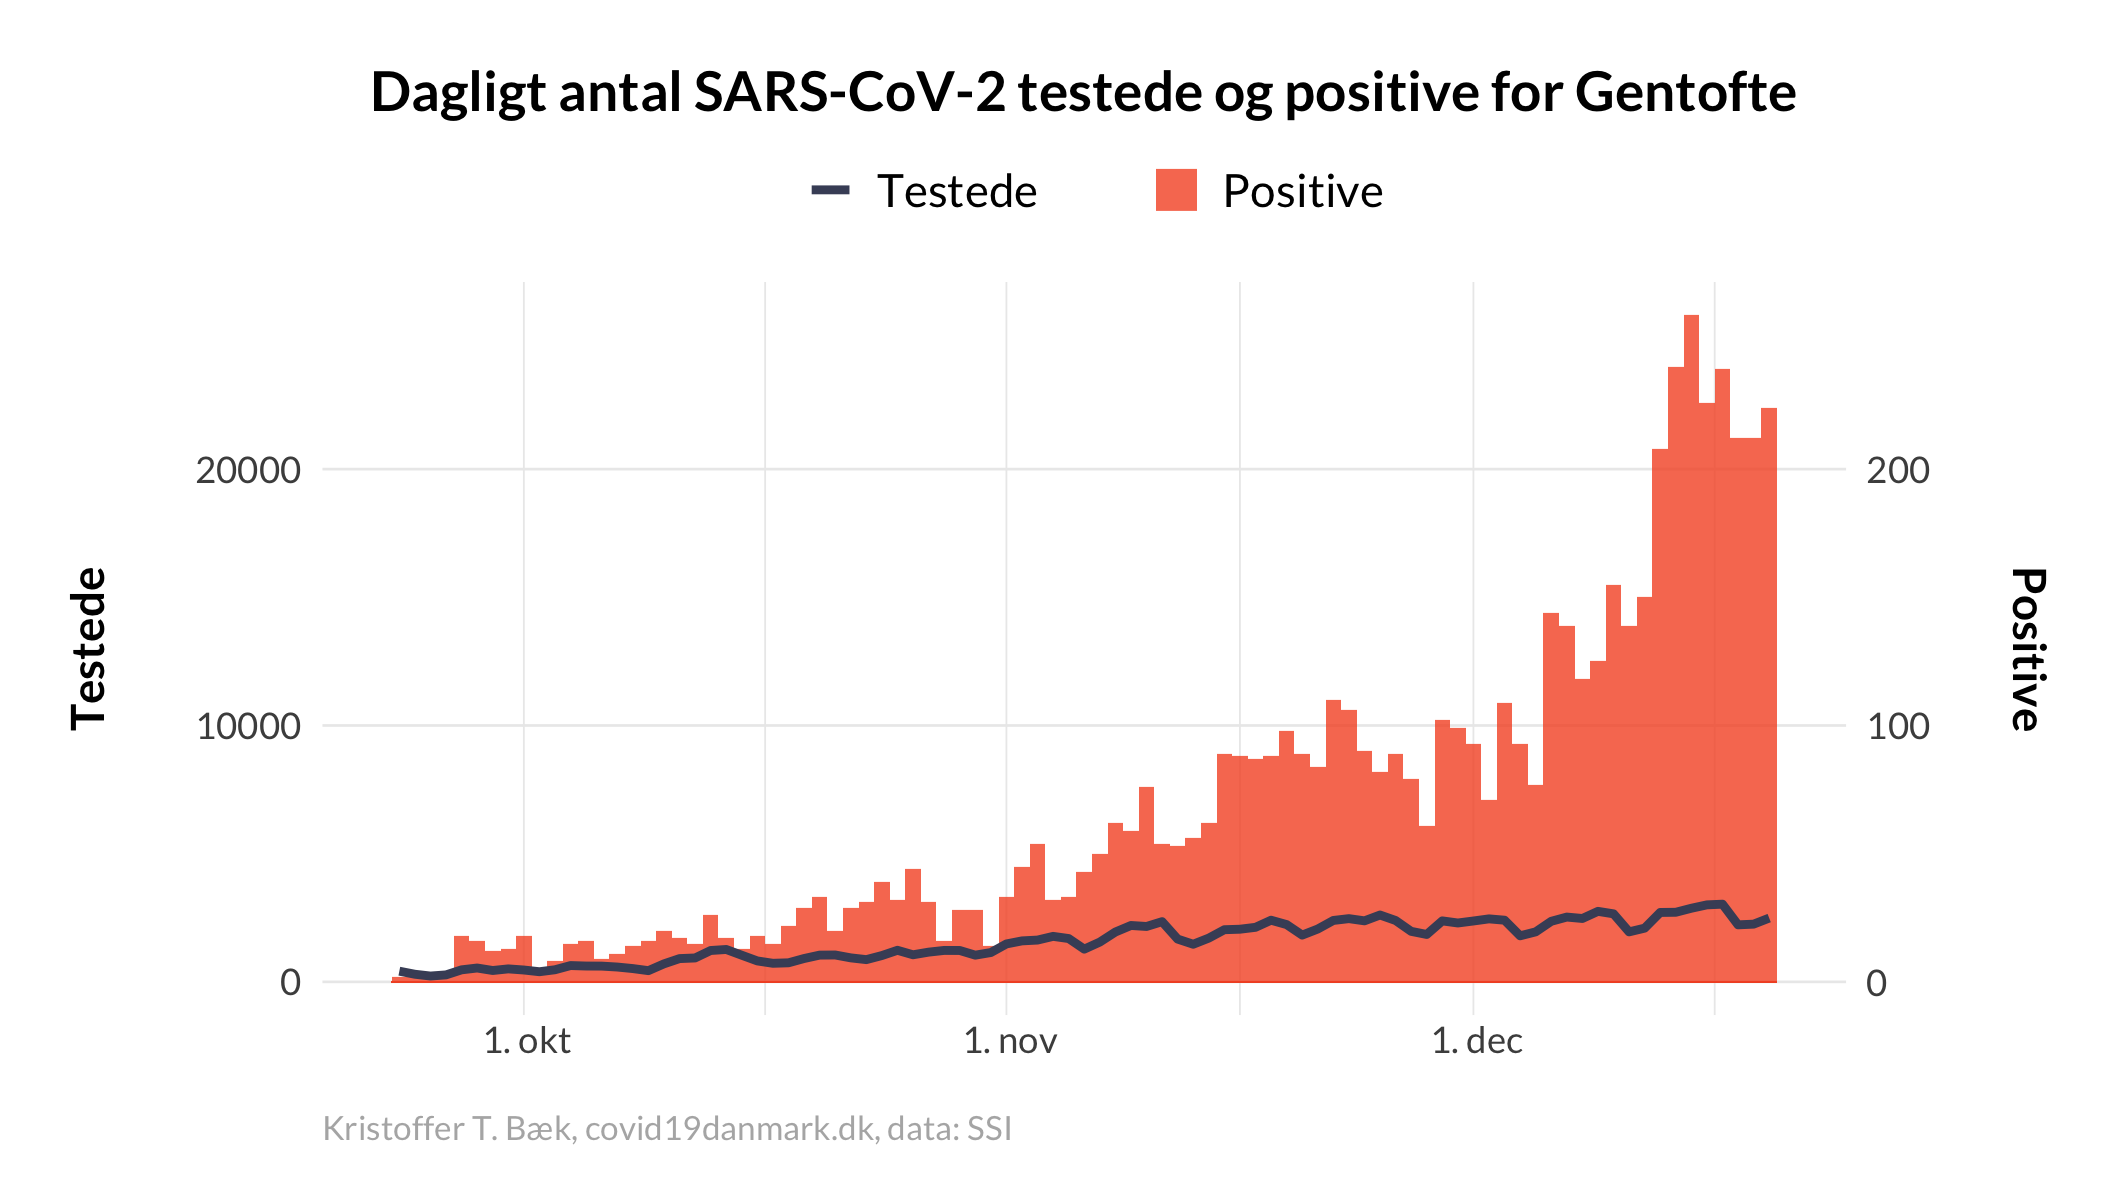 Dagligt antal SARS-CoV-2 testede og positive for Gentofte
Testede
Positive
20000
10000
0
200
100
0
Testede
Positive
1. okt
1. nov
1. dec
Kristoffer T. Bæk, covid19danmark.dk, data: SSI